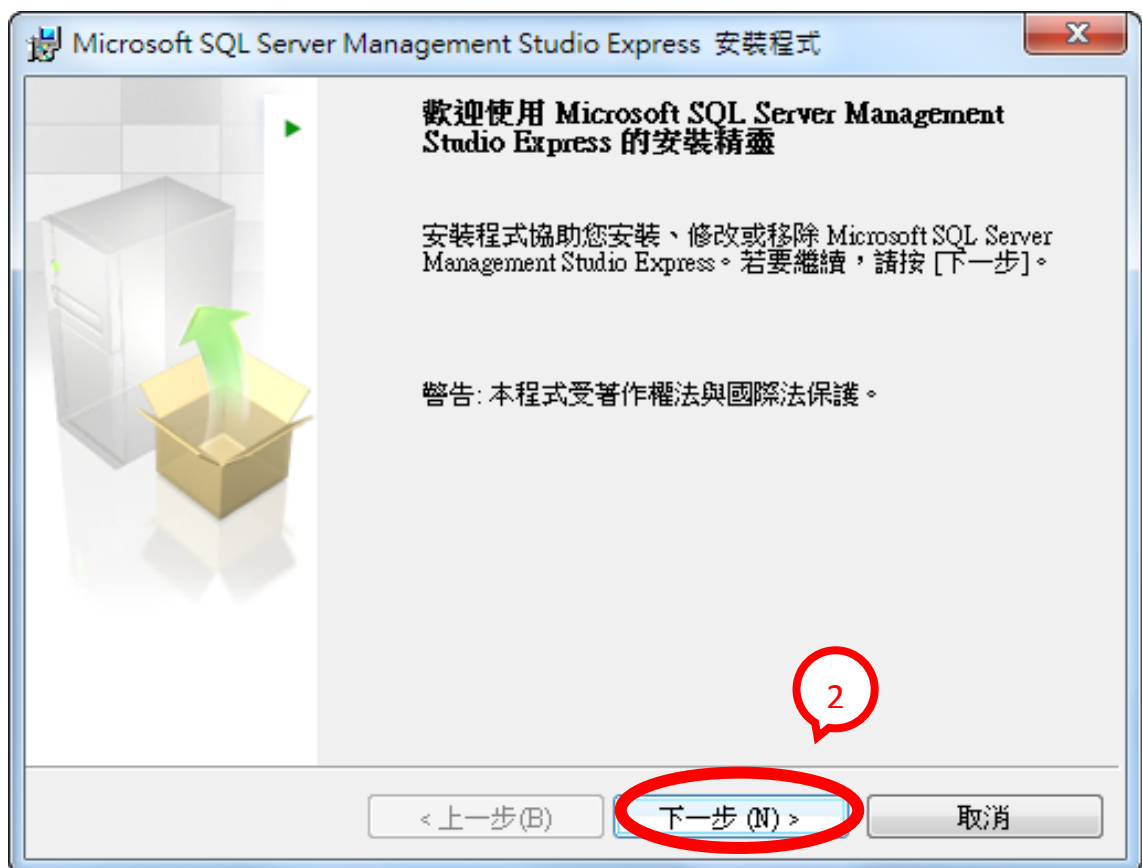 Microsoft SQL Server Management Studio Express 安裝程式
歡迎使用 Microsoft SQL Server Management
Studio Express 的安裝精靈
安裝程式協助您安裝、修改或移除 Microsoft SQL Server
Management Studio Express。若要繼續，請按 [下一步]。
警告: 本程式受著作權法與國際法保護。
2
< 上一步(B)
下一步 (N) >
取消